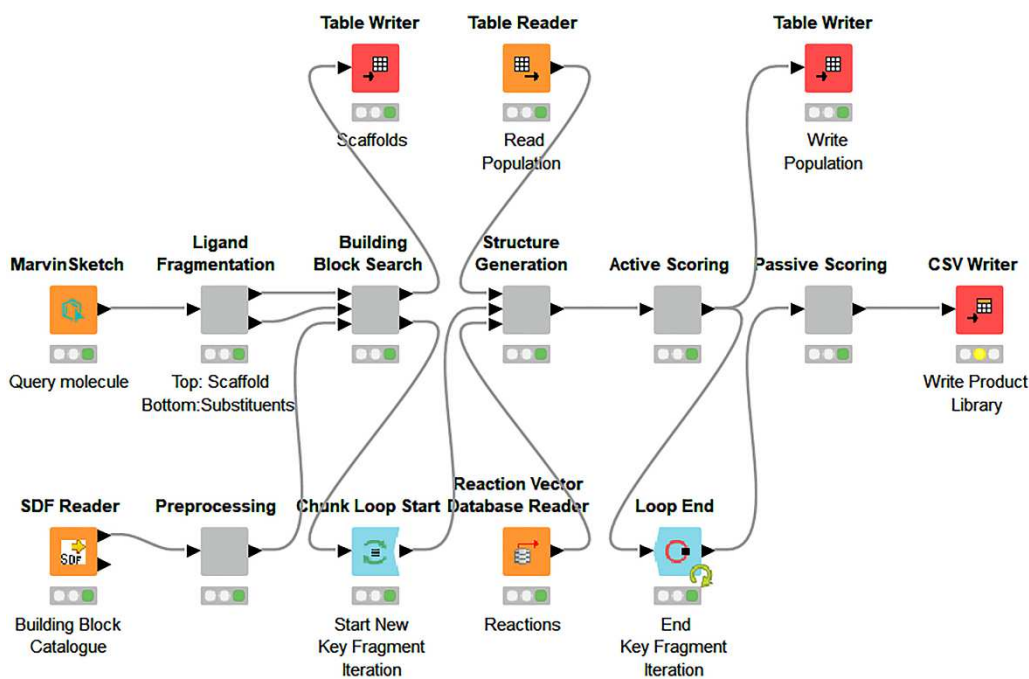 Table Writer
Table Reader
Table Writer
Scaffolds
Read
Population
Write
Population
MarvinSketch
Ligand
Fragmentation
Building
Block Search
Structure
Generation
Active Scoring
Passive Scoring
CSV Writer
Query molecule
Top: Scaffold
Bottom:Substituents
Write Product
Library
SDF Reader
Preprocessing
Chunk Loop Start
Reaction Vector
Database Reader
Loop End
SDF
Building Block
Catalogue
Start New
Key Fragment
Iteration
Reactions
End
Key Fragment
Iteration